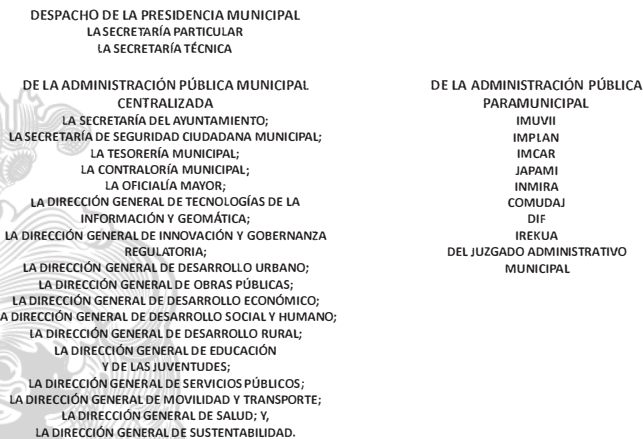 DESPACHO DE LA PRESIDENCIA MUNICIPAL
LA SECRETARÍA PARTICULAR
LA SECRETARÍA TÉCNICA
DE LA ADMINISTRACIÓN PÚBLICA MUNICIPAL
CENTRALIZADA
LA SECRETARÍA DEL AYUNTAMIENTO;
LA SECRETARÍA DE SEGURIDAD CIUDADANA MUNICIPAL;
LA TESORERÍA MUNICIPAL;
LA CONTRALORÍA MUNICIPAL;
LA OFICIALÍA MAYOR;
LA DIRECCIÓN GENERAL DE TECNOLOGÍAS DE LA
INFORMACIÓN Y GEOMÁTICA;
LA DIRECCIÓN GENERAL DE INNOVACIÓN Y GOBERNANZA
REGULATORIA;
LA DIRECCIÓN GENERAL DE DESARROLLO URBANO;
LA DIRECCIÓN GENERAL DE OBRAS PÚBLICAS;
LA DIRECCIÓN GENERAL DE DESARROLLO ECONÓMICO;
A DIRECCIÓN GENERAL DE DESARROLLO SOCIAL Y HUMANO;
LA DIRECCIÓN GENERAL DE DESARROLLO RURAL;
LA DIRECCIÓN GENERAL DE EDUCACIÓN
Y DE LAS JUVENTUDES;
LA DIRECCIÓN GENERAL DE SERVICIOS PÚBLICOS;
LA DIRECCIÓN GENERAL DE MOVILIDAD Y TRANSPORTE;
LA DIRECCIÓN GENERAL DE SALUD; Y,
LA DIRECCIÓN GENERAL DE SUSTENTABILIDAD.
DE LA ADMINISTRACIÓN PÚBLICA
PARAMUNICIPAL
IMUVII
IMPLAN
IMCAR
JAPAMI
INMIRA
COMUDAJ
DIF
IREKUA
DEL JUZGADO ADMINISTRATIVO
MUNICIPAL